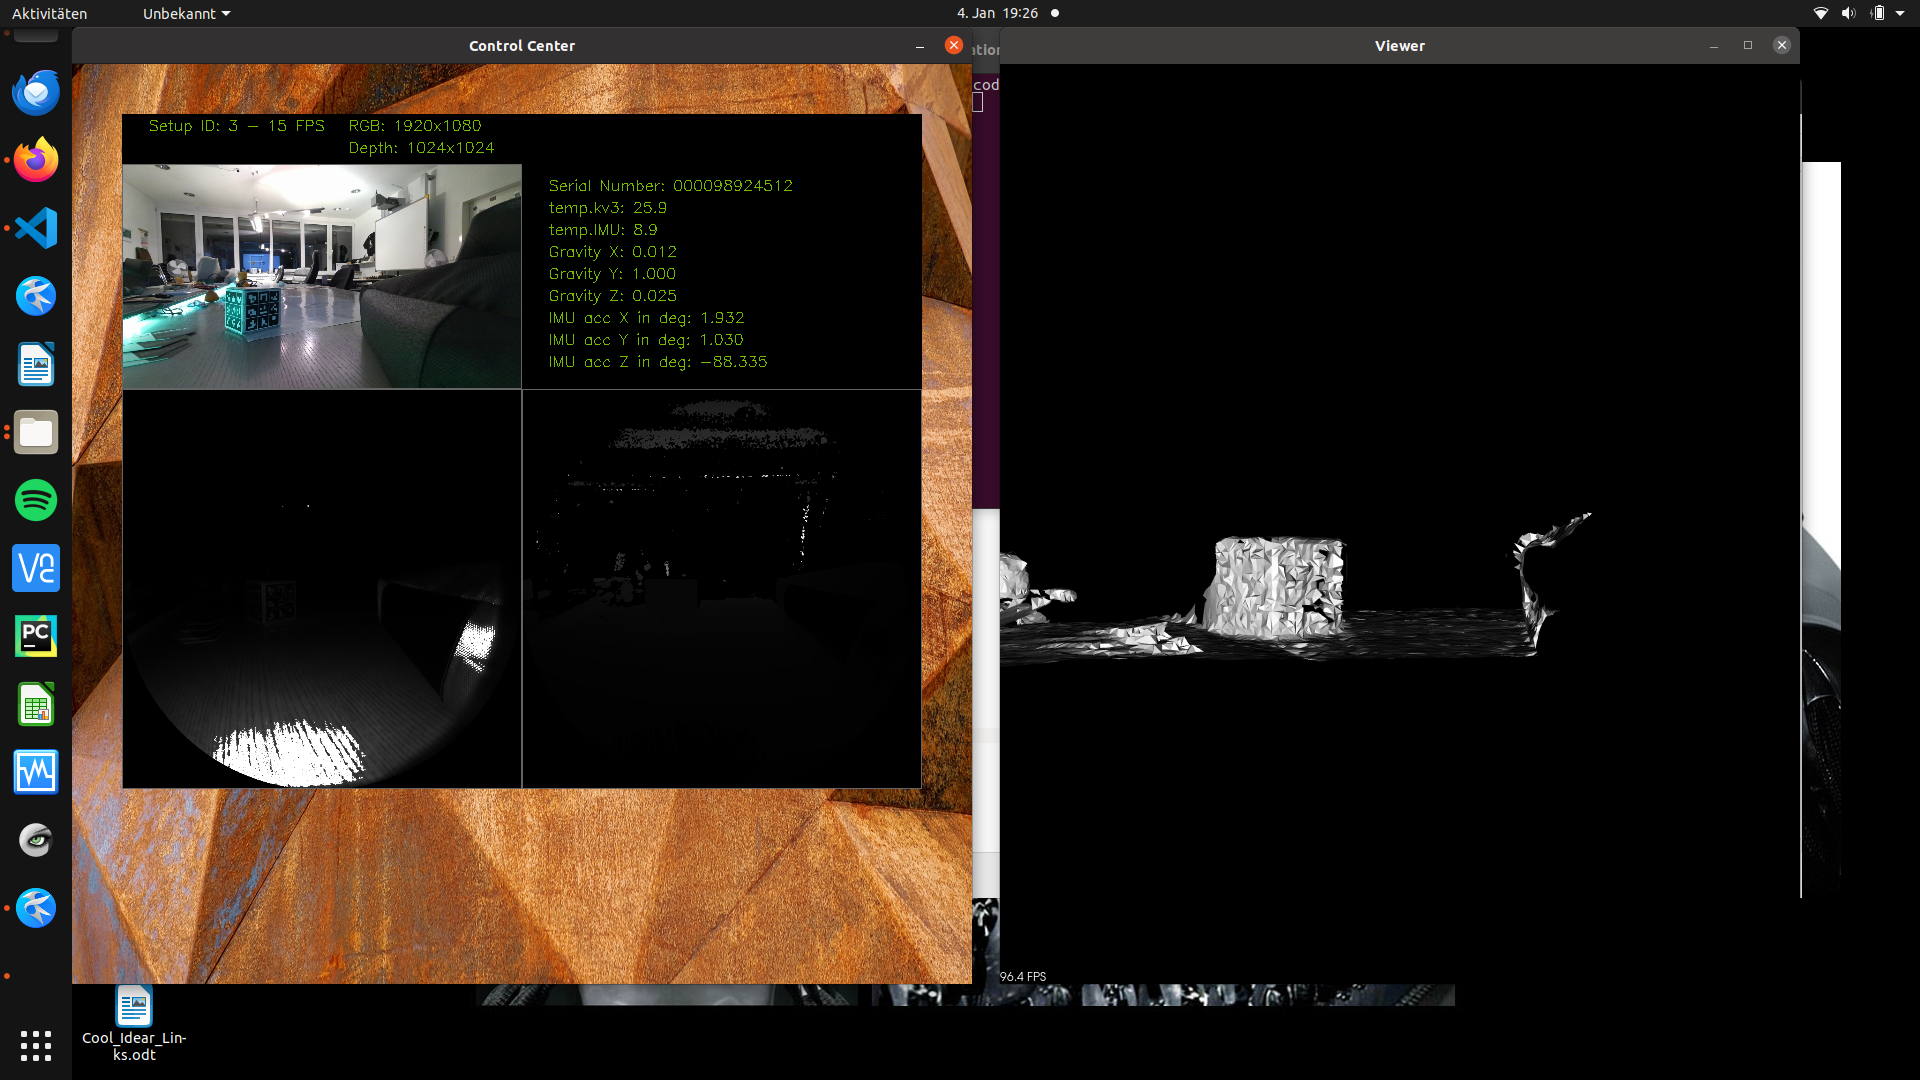 Aktivitäten
Unbekannt
4. Jan 19:26
Control Center
ation
Viewer
cod
Setup ID: 3 - 15 FPS RGB: 1920x1080
Depth: 1024x1024
Serial Number: 000098924512
temp.kv3: 25.9
temp.IMU: 8.9
Gravity X: 0.012
Gravity Y: 1.000
Gravity Z: 0.025
IMU acc X in deg: 1.932
IMU acc Y in deg: 1.030
IMU acc Z in deg: -88.335
PC
96.4 FPS
Cool_Idear_Lin-
ks.odt